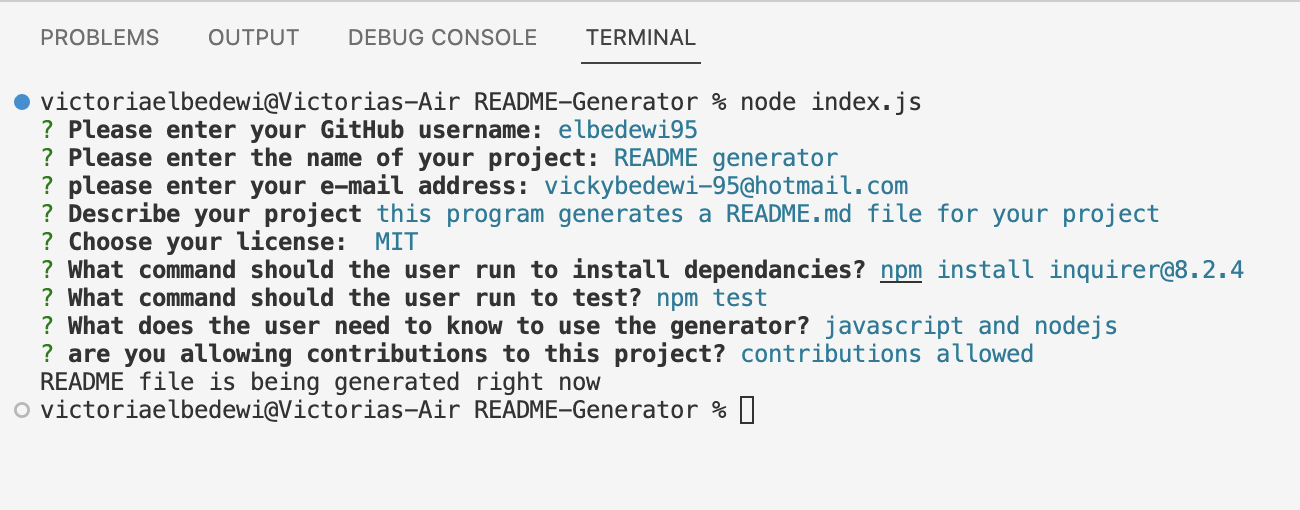 PROBLEMS OUTPUT DEBUG CONSOLE TERMINAL
victoriaelbedewi@Victorias-Air README-Generator % node index.js
? Please enter your GitHub username: elbedewi95
? Please enter the name of your project: README generator
? please enter your e-mail address: vickybedewi-95@hotmail.com
? Describe your project this program generates a README.md file for your project
? Choose your license:  MIT
? What command should the user run to install dependancies? npm install inquirer@8.2.4
? What command should the user run to test? npm test
? What does the user need to know to use the generator? javascript and nodejs
? are you allowing contributions to this project? contributions allowed
README file is being generated right now
victoriaelbedewi@Victorias-Air README-Generator %